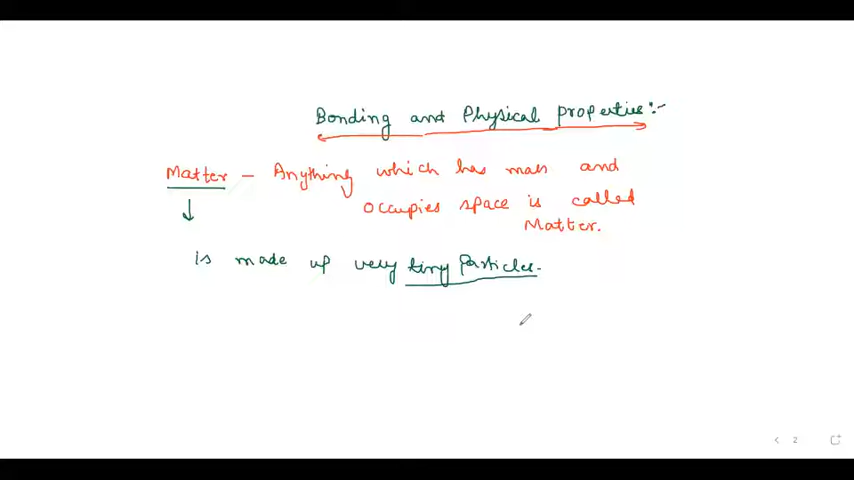 Bonding and Physical properties:-
Matter - Anything which has mass and
occupies space is called
Matter.
is made up very tiny particles.
2